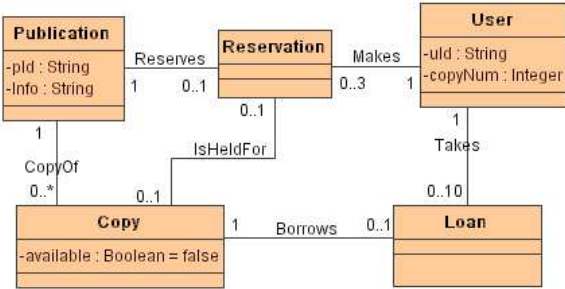 Publication
-pId : String
-Info : String
Reserves
1
0..1
Reservation
Makes
0..3
1
User
-uId : String
-copyNum : Integer
1
CopyOf
0..*
0..1
IsHeldFor
0..1
1
Takes
0..10
Copy
-available : Boolean = false
1
Borrows
0..1
Loan